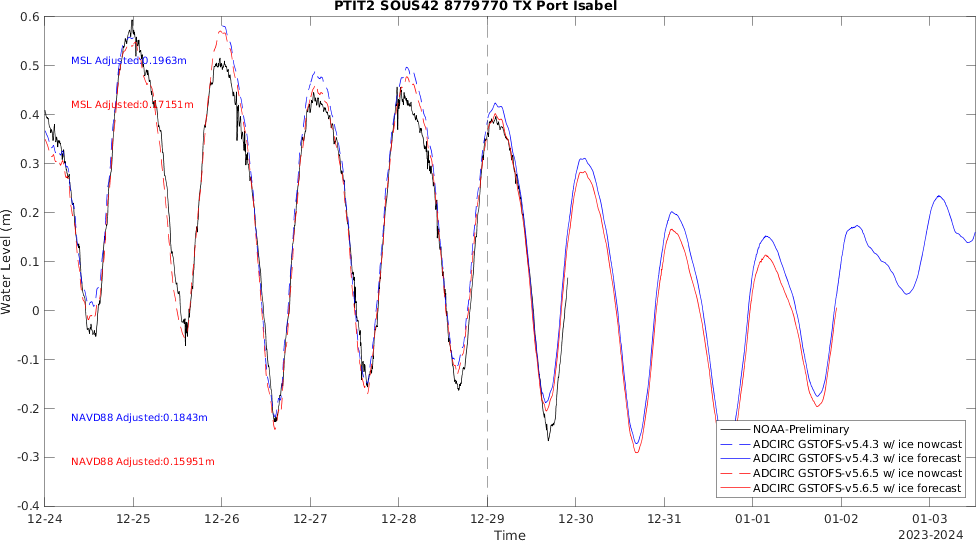 PTIT2 SOUS42 8779770 TX Port Isabel
0.6
0.5
0.4
0.3
0.2
0.1
0
-0.1
-0.2
-0.3
-0.4
Water Level (m)
MSL Adjusted:0.1963m
MSL Adjusted:0.17151m
NAVD88 Adjusted:0.1843m
NAVD88 Adjusted:0.15951m
NOAA-Preliminary
ADCIRC GSTOFS-v5.4.3 w/ ice nowcast
ADCIRC GSTOFS-v5.4.3 w/ ice forecast
ADCIRC GSTOFS-v5.6.5 w/ ice nowcast
ADCIRC GSTOFS-v5.6.5 w/ ice forecast
12-24 12-25 12-26 12-27 12-28 12-29 12-30 12-31 01-01 01-02 01-03
Time
2023-2024